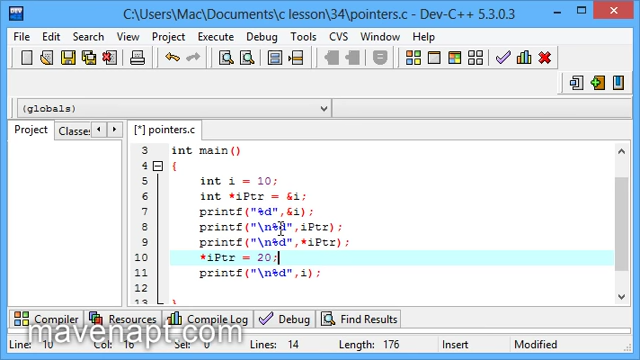 C:\Users\Mac\Documents\c lesson\34\pointers.c - Dev-C++ 5.3.0.3
File Edit Search View Project Execute Debug Tools CVS Window Help
(globals)
Project Classes [*] pointers.c
3 int main()
4 {
5 int i = 10;
6 int *iPtr = &i;
7 printf("%d",&i);
8 printf("\n%d",iPtr);
9 printf("\n%d",*iPtr);
10 *iPtr = 20;
11 printf("\n%d",i);
12
13 }
Compiler Resources Compile Log Debug Find Results
mavenapt.com
Line: 10 Col: 16 Sel: 0 Lines: 14 Length: 176 Insert Modified